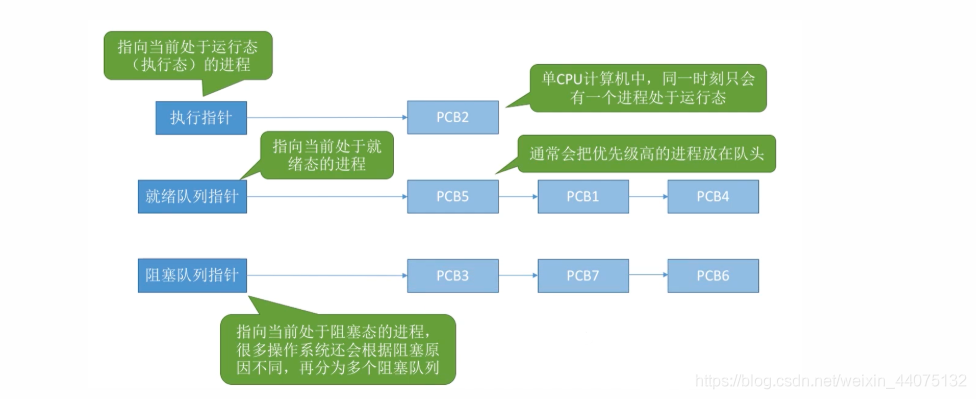 指向当前处于运行态
（执行态）的进程
单CPU计算机中，同一时刻只会
有一个进程处于运行态
执行指针
PCB2
指向当前处于就
绪态的进程
通常会把优先级高的进程放在队头
就绪队列指针
PCB5
PCB1
PCB4
阻塞队列指针
PCB3
PCB7
PCB6
指向当前处于阻塞态的进程，
很多操作系统还会根据阻塞原
因不同，再分为多个阻塞队列
https://blog.csdn.net/weixin_44075132